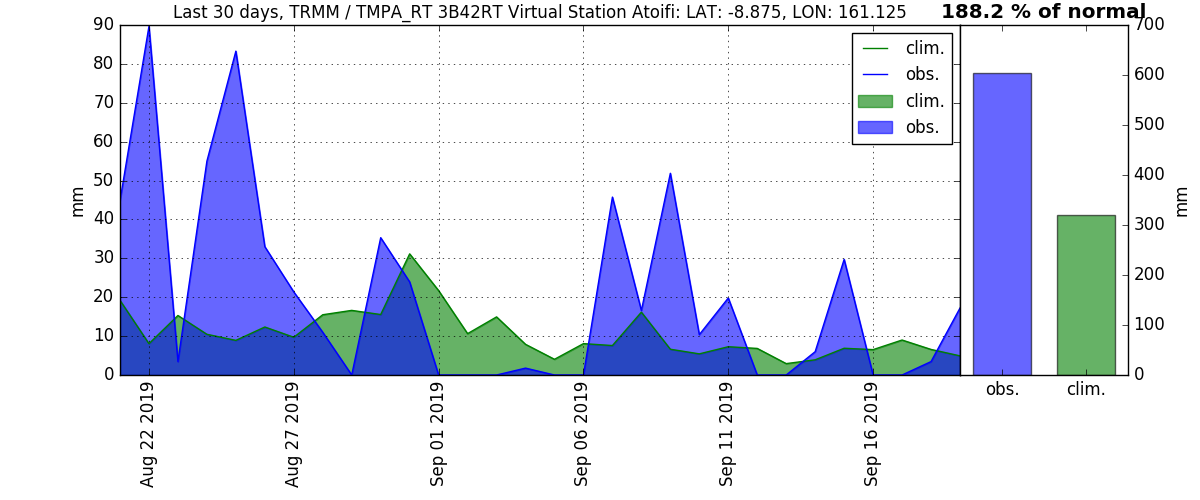 Last 30 days, TRMM / TMPA_RT 3B42RT Virtual Station Atoifi: LAT: -8.875, LON: 161.125
188.2 % of normal
90
80
70
60
50
40
30
20
10
0
mm
clim.
obs.
clim.
obs.
Aug 22 2019
Aug 27 2019
Sep 01 2019
Sep 06 2019
Sep 11 2019
Sep 16 2019
700
600
500
400
300
200
100
0
mm
obs.
clim.